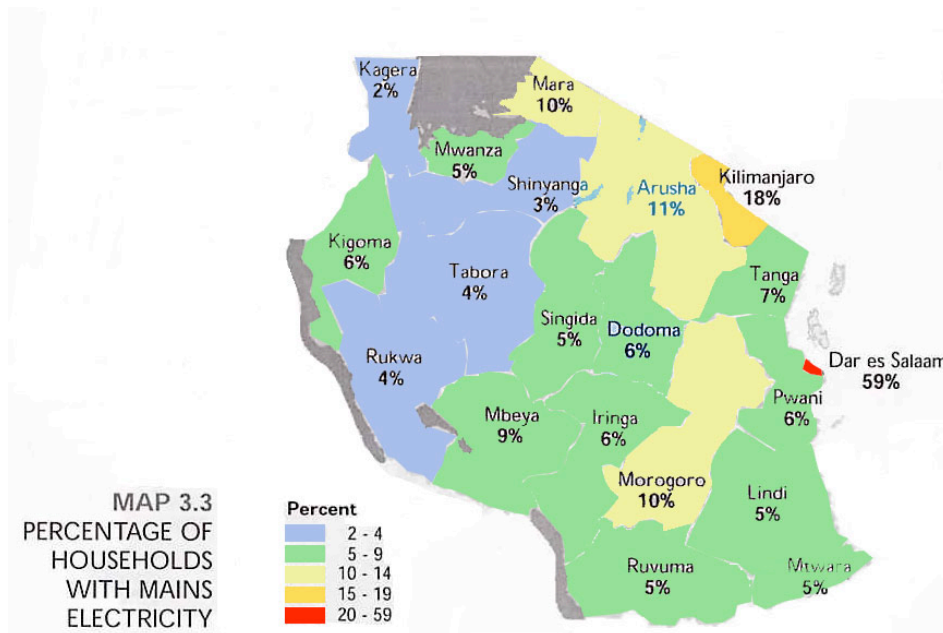 Kagera
2%
Mara
10%
Mwanza
5%
Shinyanga
3%
Arusha
11%
Kilimanjaro
18%
Kigoma
6%
Tabora
4%
Tanga
7%
Singida
5%
Dodoma
6%
Rukwa
4%
Dar es Salaam
59%
Pwani
6%
Mbeya
9%
Iringa
6%
Morogoro
10%
Lindi
5%
Ruvuma
5%
Mtwara
5%
MAP 3.3
PERCENTAGE OF
HOUSEHOLDS
WITH MAINS
ELECTRICITY
Percent
2 - 4
5 - 9
10 - 14
15 - 19
20 - 59